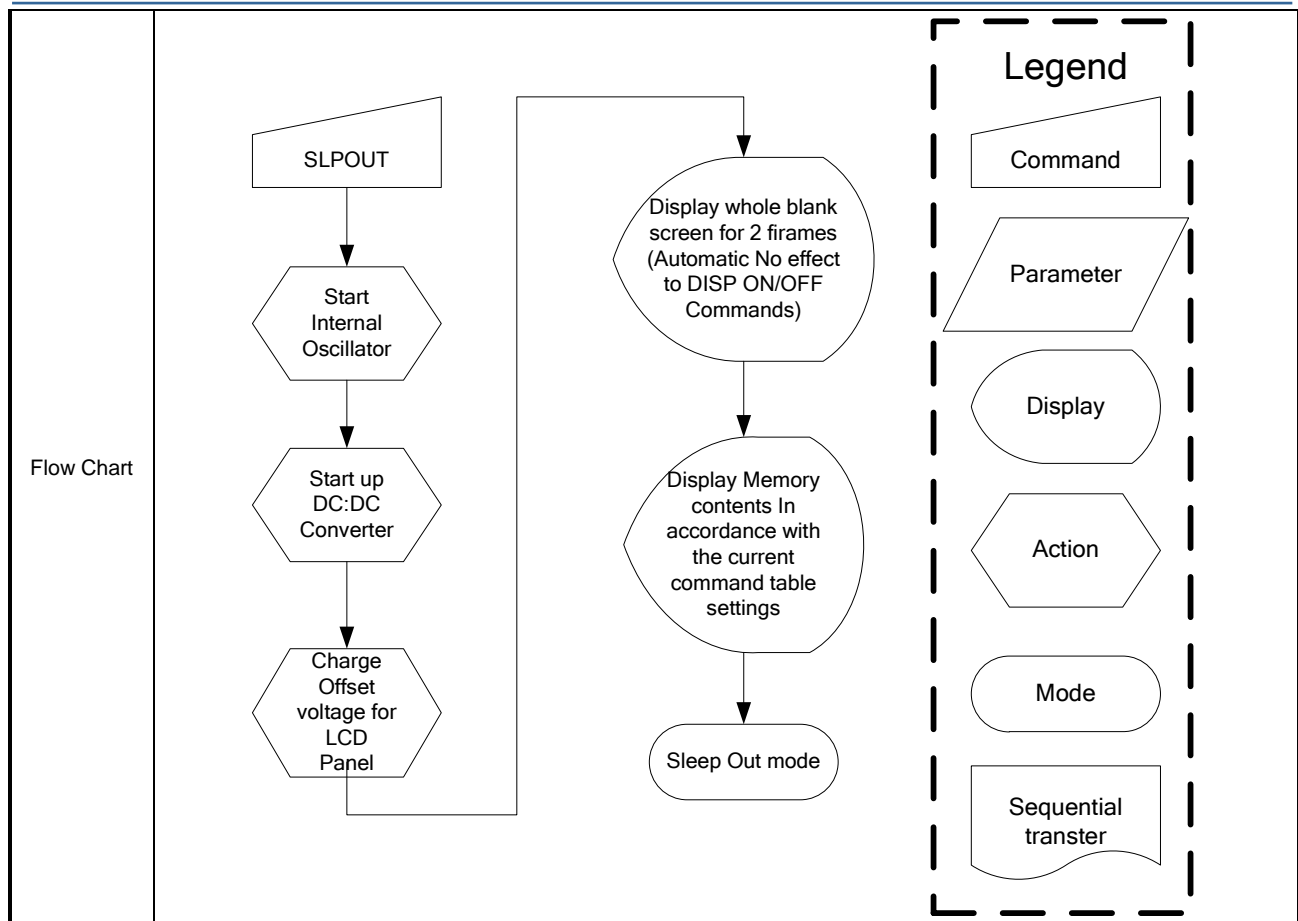 Flow Chart
SLPOUT
Start
Internal
Oscillator
Start up
DC:DC
Converter
Charge
Offset
voltage for
LCD
Panel
Display whole blank
screen for 2 firames
(Automatic No effect
to DISP ON/OFF
Commands)
Display Memory
contents In
accordance with
the current
command table
settings
Sleep Out mode
Legend
Command
Parameter
Display
Action
Mode
Sequential
transter